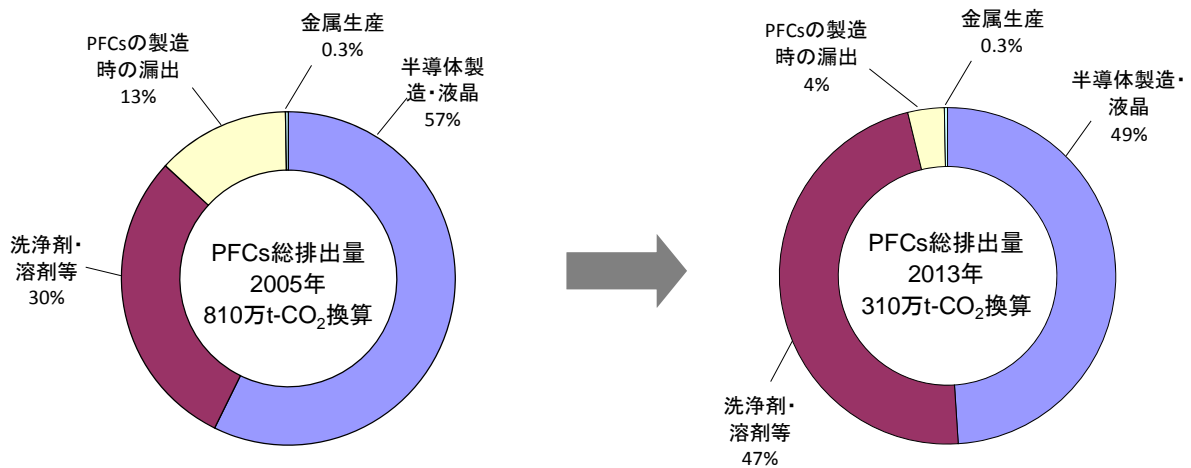 金属生産
0.3%
PFCsの製造
時の漏出
13%
半導体製
造・液晶
57%
洗浄剤・
溶剤等
30%
PFCs総排出量
2005年
810万t-CO₂換算
金属生産
0.3%
PFCsの製造
時の漏出
4%
半導体製造・
液晶
49%
洗浄剤・
溶剤等
47%
PFCs総排出量
2013年
310万t-CO₂換算